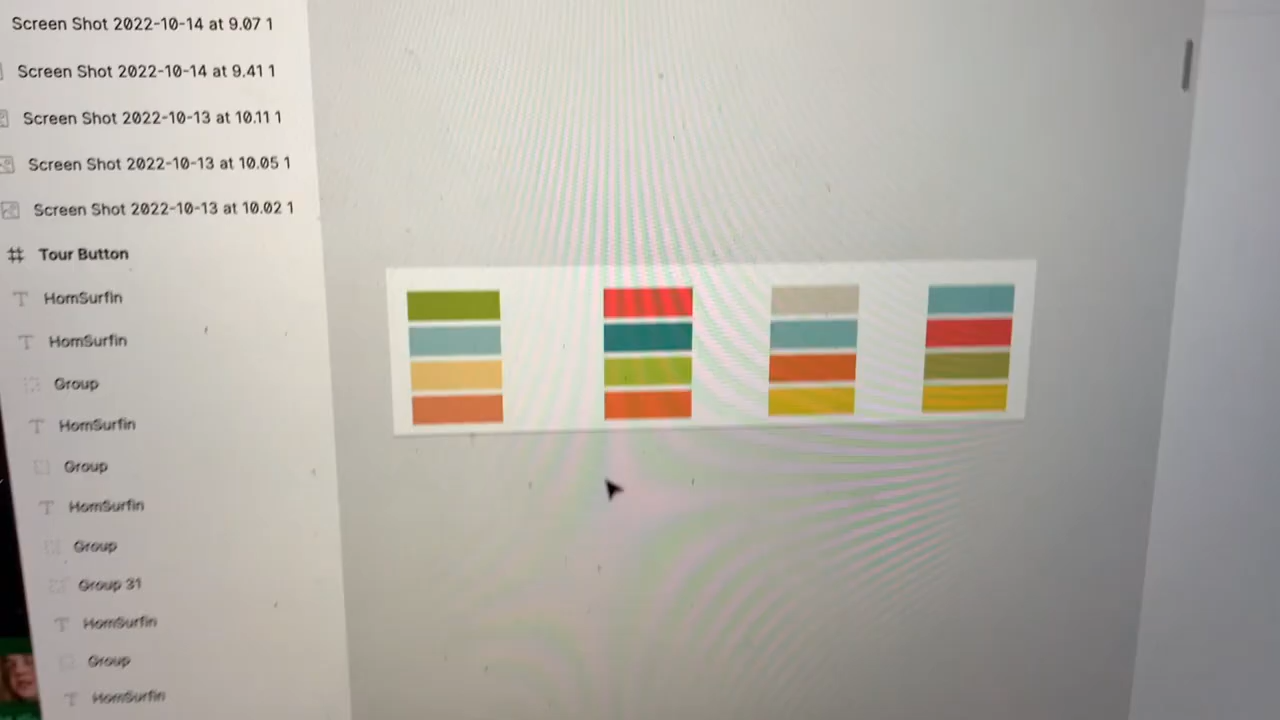 Screen Shot 2022-10-14 at 9.07 1
Screen Shot 2022-10-14 at 9.41 1
Screen Shot 2022-10-13 at 10.11 1
Screen Shot 2022-10-13 at 10.05 1
Screen Shot 2022-10-13 at 10.02 1
Tour Button
HomSurfin
HomSurfin
Group
HomSurfin
Group
HomSurfin
Group
Group 31
HomSurfin
Group
HomSurfin